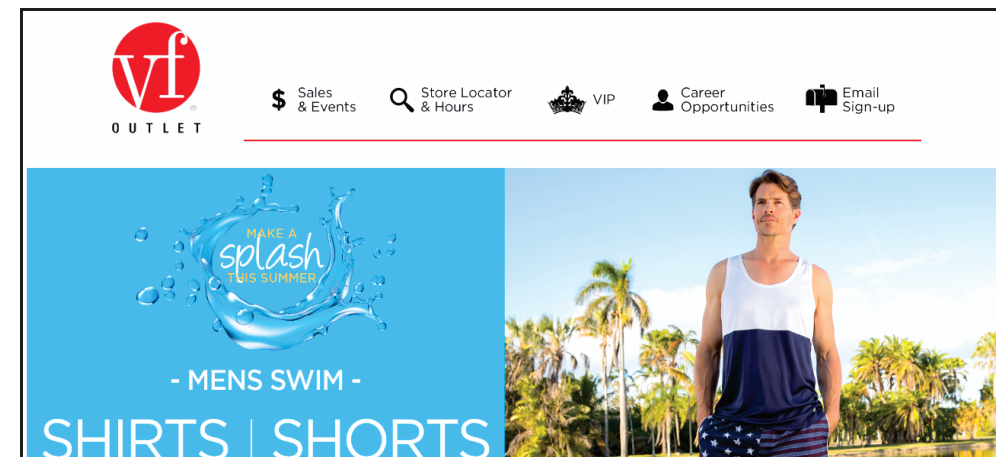 vf
®
OUTLET
$
Sales
& Events
Store Locator
& Hours
VIP
Career
Opportunities
Email
Sign-up
MAKE A
splash
THIS SUMMER
- MENS SWIM -
SHIRTS | SHORTS